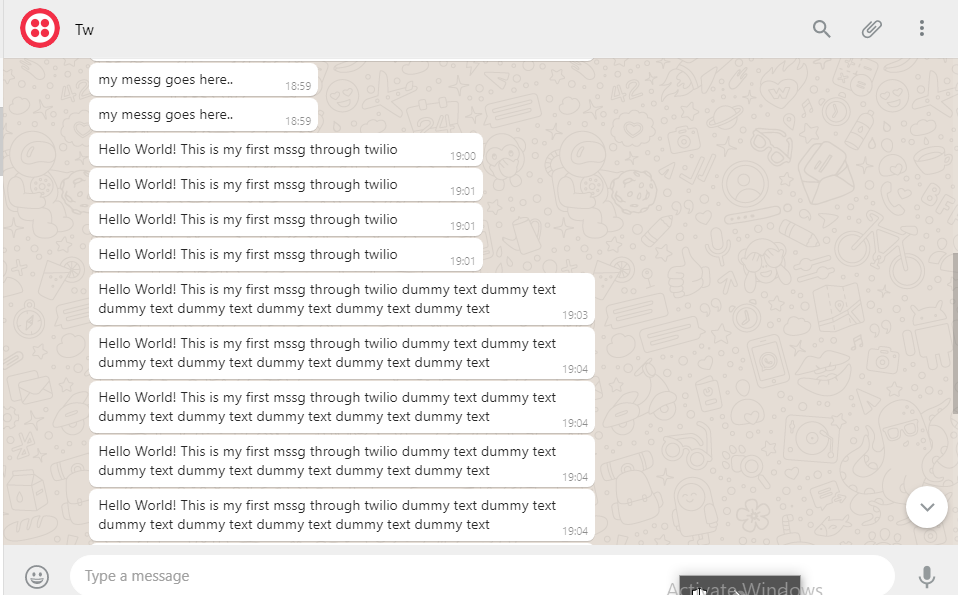 Tw
my messg goes here..
18:59
my messg goes here..
18:59
Hello World! This is my first mssg through twilio
19:00
Hello World! This is my first mssg through twilio
19:01
Hello World! This is my first mssg through twilio
19:01
Hello World! This is my first mssg through twilio
19:01
Hello World! This is my first mssg through twilio dummy text dummy text
dummy text dummy text dummy text dummy text dummy text
19:03
Hello World! This is my first mssg through twilio dummy text dummy text
dummy text dummy text dummy text dummy text dummy text
19:04
Hello World! This is my first mssg through twilio dummy text dummy text
dummy text dummy text dummy text dummy text dummy text
19:04
Hello World! This is my first mssg through twilio dummy text dummy text
dummy text dummy text dummy text dummy text dummy text
19:04
Hello World! This is my first mssg through twilio dummy text dummy text
dummy text dummy text dummy text dummy text dummy text
19:04
Type a message
Activate Windows